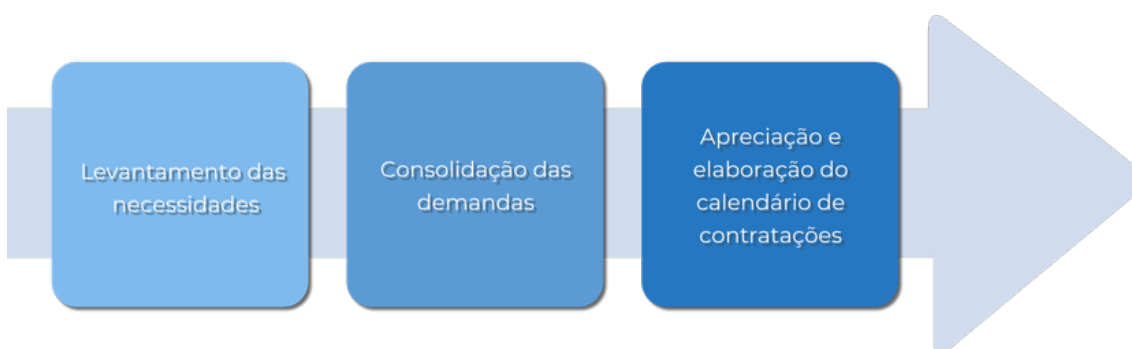 Levantamento das
necessidades
Consolidação das
demandas
Apreciação e
elaboração do
calendário de
contratações